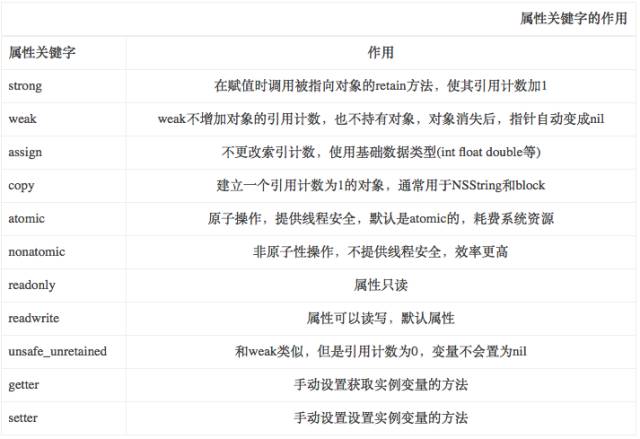 属性关键字的作用
属性关键字 作用
strong 在赋值时调用被指向对象的retain方法，使其引用计数加1
weak weak不增加对象的引用计数，也不持有对象，对象消失后，指针自动变成nil
assign 不更改索引计数，使用基础数据类型(int float double等)
copy 建立一个引用计数为1的对象，通常用于NSString和block
atomic 原子操作，提供线程安全，默认是atomic的，耗费系统资源
nonatomic 非原子性操作，不提供线程安全，效率更高
readonly 属性只读
readwrite 属性可以读写，默认属性
unsafe_unretained 和weak类似，但是引用计数为0，变量不会置为nil
getter 手动设置获取实例变量的方法
setter 手动设置设置实例变量的方法